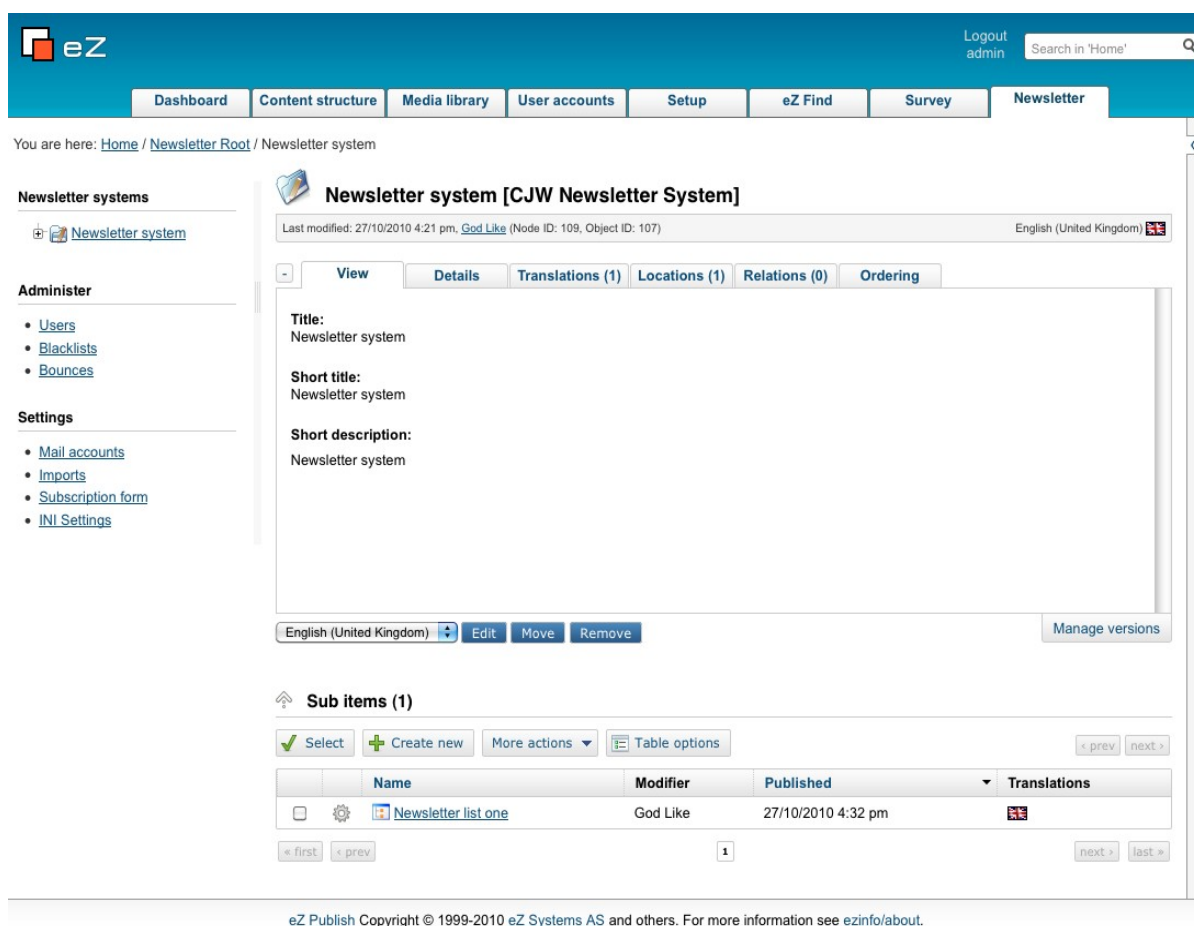 eZ
Logout
admin
Search in 'Home'
Dashboard
Content structure
Media library
User accounts
Setup
eZ Find
Survey
Newsletter
You are here: Home / Newsletter Root / Newsletter system
Newsletter systems
Newsletter system
Administer
• Users
• Blacklists
• Bounces
Settings
• Mail accounts
• Imports
• Subscription form
• INI Settings
Newsletter system [CJW Newsletter System]
Last modified: 27/10/2010 4:21 pm, God Like (Node ID: 109, Object ID: 107)
English (United Kingdom)
-
View
Details
Translations (1)
Locations (1)
Relations (0)
Ordering
Title:
Newsletter system
Short title:
Newsletter system
Short description:
Newsletter system
English (United Kingdom)
Edit
Move
Remove
Manage versions
Sub items (1)
Select
Create new
More actions
Table options
‹ prev
next ›
Name
Modifier
Published
Translations
Newsletter list one
God Like
27/10/2010 4:32 pm
« first
‹ prev
1
next ›
last »
eZ Publish Copyright © 1999-2010 eZ Systems AS and others. For more information see ezinfo/about.